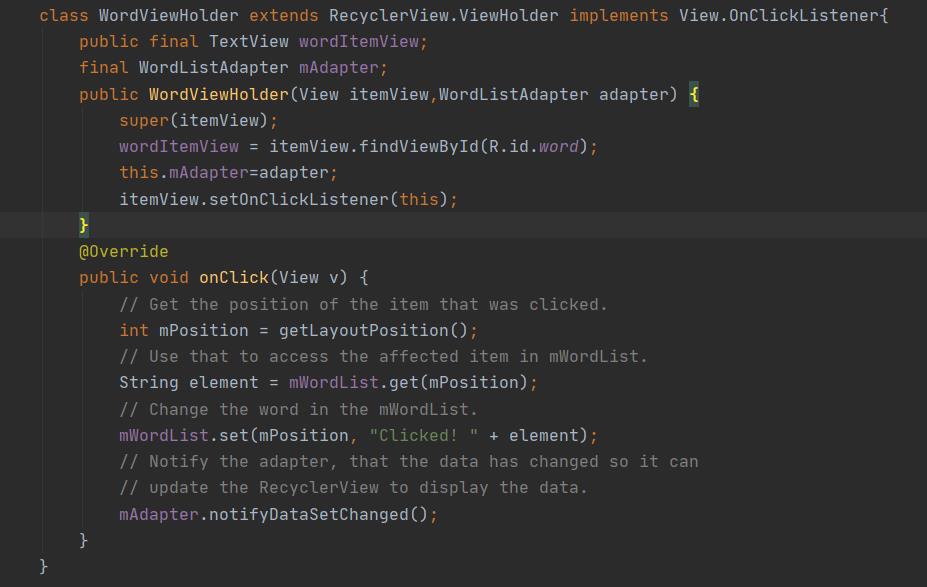 class WordViewHolder extends RecyclerView.ViewHolder implements View.OnClickListener{
    public final TextView wordItemView;
    final WordListAdapter mAdapter;
    public WordViewHolder(View itemView,WordListAdapter adapter) {
        super(itemView);
        wordItemView = itemView.findViewById(R.id.word);
        this.mAdapter=adapter;
        itemView.setOnClickListener(this);
    }
    @Override
    public void onClick(View v) {
        // Get the position of the item that was clicked.
        int mPosition = getLayoutPosition();
        // Use that to access the affected item in mWordList.
        String element = mWordList.get(mPosition);
        // Change the word in the mWordList.
        mWordList.set(mPosition, "Clicked! " + element);
        // Notify the adapter, that the data has changed so it can
        // update the RecyclerView to display the data.
        mAdapter.notifyDataSetChanged();
    }
}